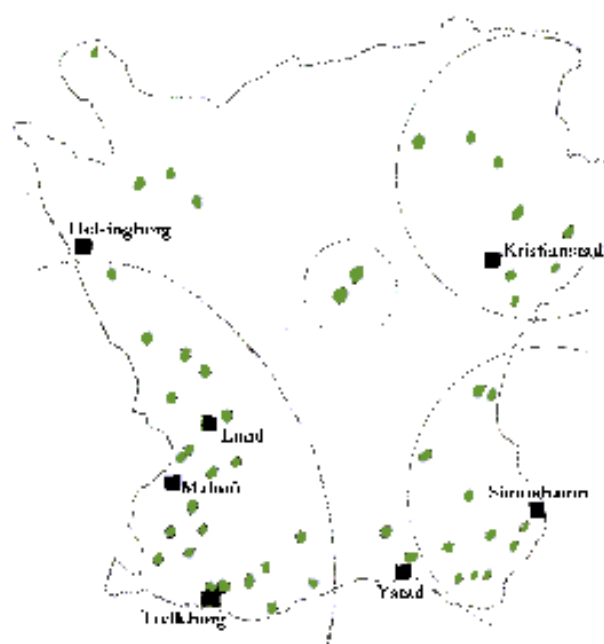 Helsingborg
Kristianstad
Lund
Malmö
Simrishamn
Ystad
Trelleborg